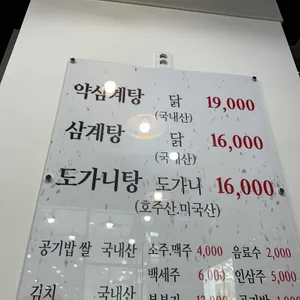 약삼계탕 닭 19,000
(국내산)
삼계탕 닭 16,000
(국내산)
도가니탕 도가니 16,000
(호주산.미국산)
공기밥 쌀 국내산 소주.맥주 4,000 음료수 2,000
백세주 6,000 인삼주 5,000
김치 국내산